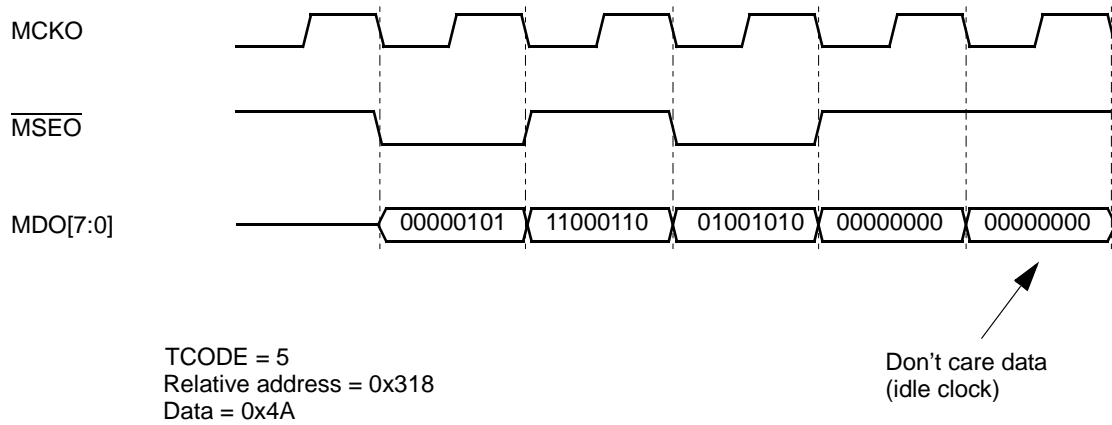 MCKO
MSEO
MDO[7:0] 00000101 11000110 01001010 00000000 00000000
TCODE = 5
Relative address = 0x318
Data = 0x4A
Don’t care data
(idle clock)